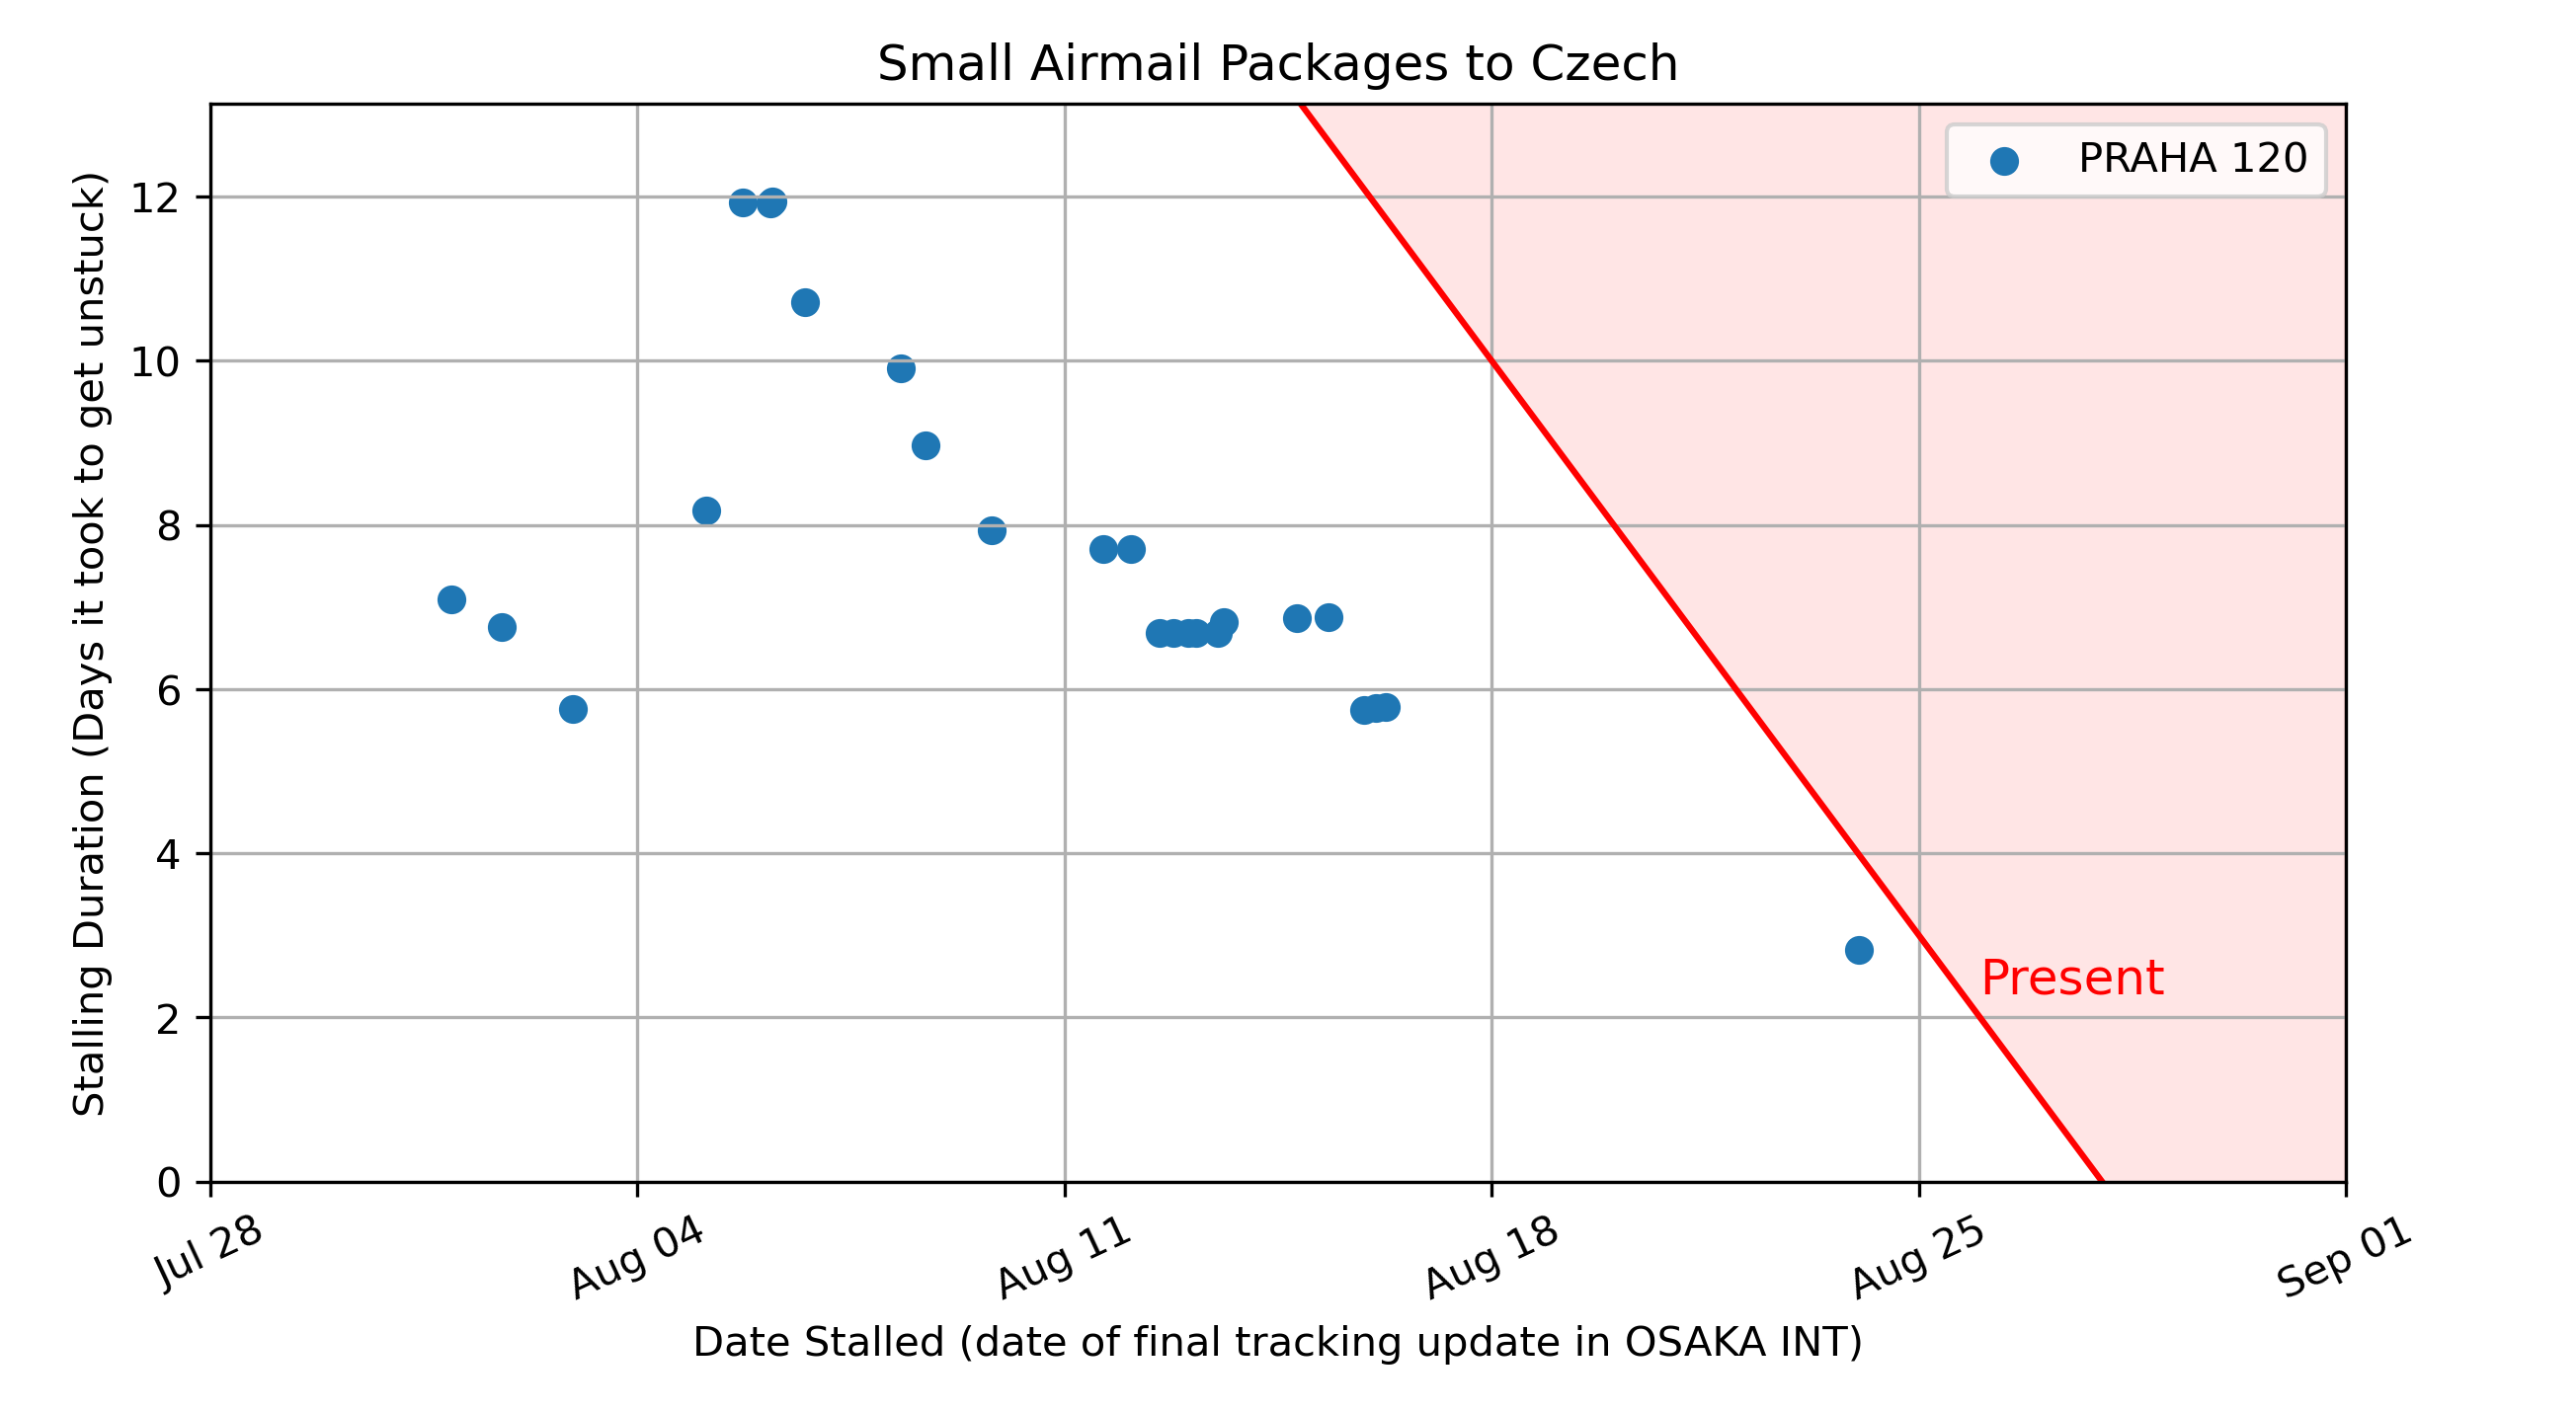 Small Airmail Packages to Czech
PRAHA 120
Stalling Duration (Days it took to get unstuck)
12
10
8
6
4
2
0
Present
Jul 28
Aug 04
Aug 11
Aug 18
Aug 25
Sep 01
Date Stalled (date of final tracking update in OSAKA INT)